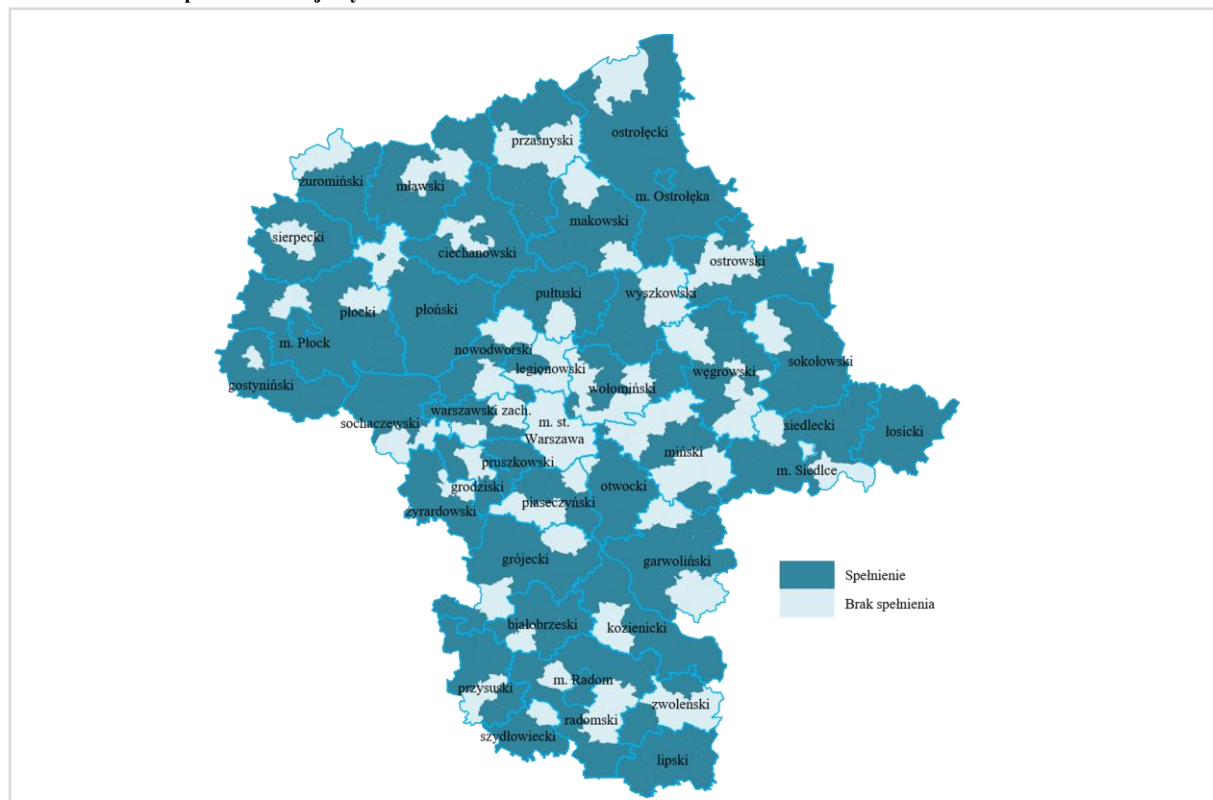 ostrołęcki
przasnyski
żuromiński
mławski
m. Ostrołęka
makowski
sierpecki
ciechanowski
ostrowski
pułtuski
wyszkowski
płoński
płocki
m. Płock
nowodworski
legionowski
sokołowski
węgrowski
gostyniński
wołomiński
warszawski zach.
sochaczewski
m. st.
Warszawa
siedlecki
łosicki
miński
pruszkowski
m. Siedlce
grodziski
otwocki
piaseczyński
żyrardowski
grójecki
garwoliński
Spełnienie
Brak spełnienia
białobrzeski
kozienicki
m. Radom
przysuski
zwoleński
radomski
szydłowiecki
lipski